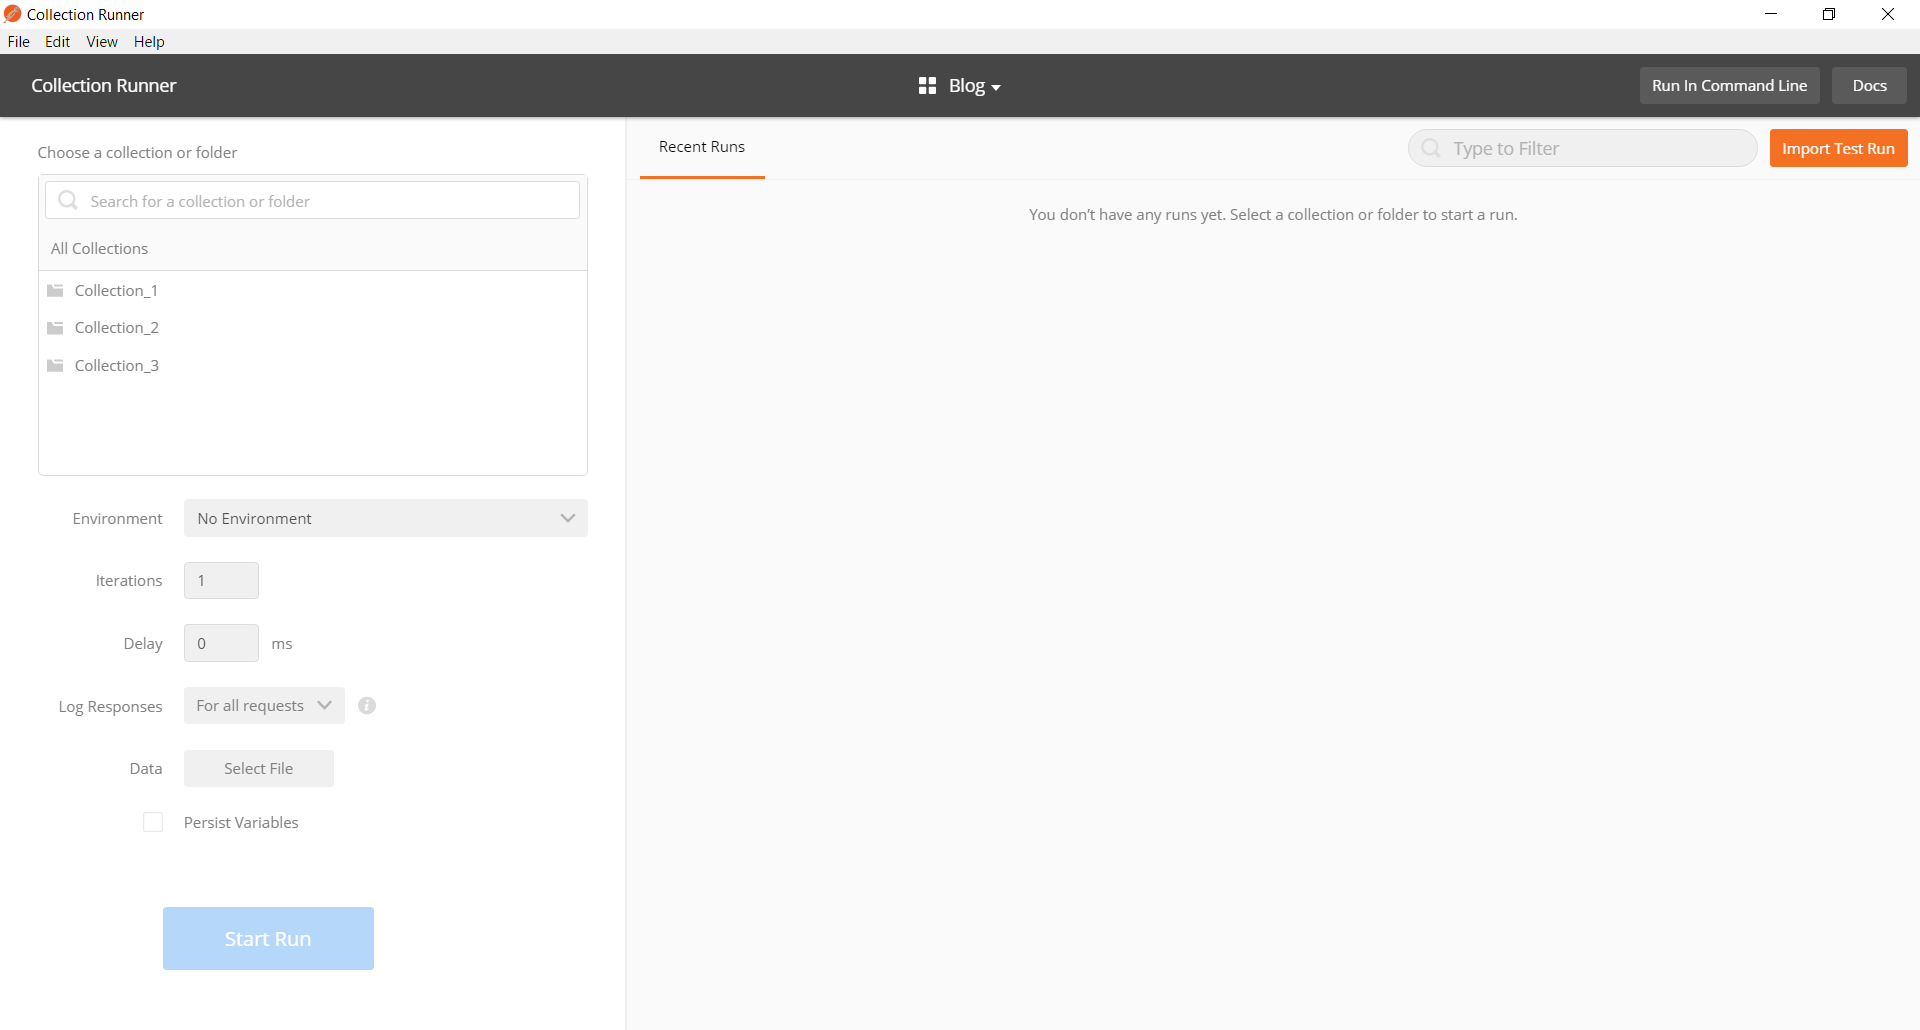 Collection Runner
File Edit View Help
Collection Runner
Blog
Run In Command Line
Docs
Choose a collection or folder
Search for a collection or folder
All Collections
Collection_1
Collection_2
Collection_3
Environment No Environment
Iterations 1
Delay 0 ms
Log Responses For all requests
Data Select File
Persist Variables
Start Run
Recent Runs
Type to Filter
Import Test Run
You don't have any runs yet. Select a collection or folder to start a run.